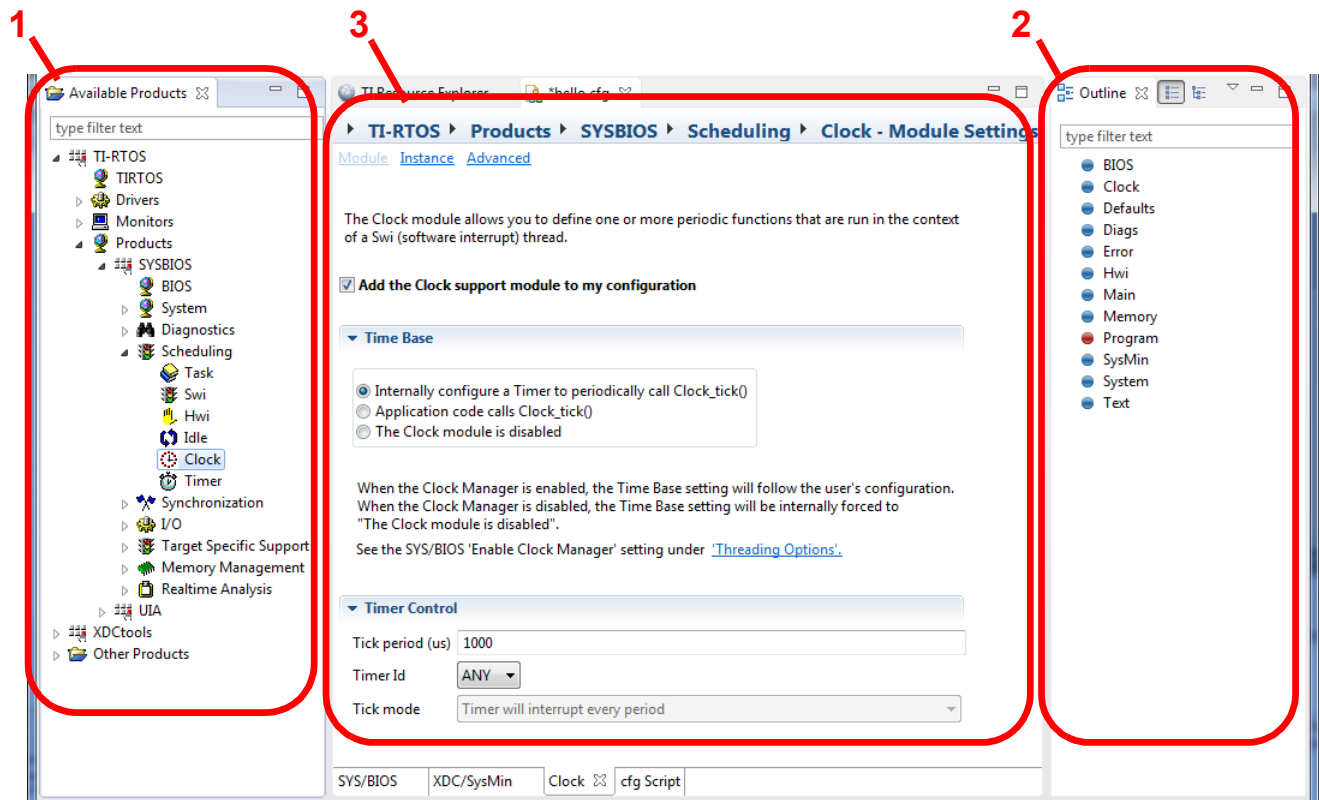 1
3
2
Available Products
type filter text
TI-RTOS
TIRTOS
Drivers
Monitors
Products
SYSBIOS
BIOS
System
Diagnostics
Scheduling
Task
Swi
Hwi
Idle
Clock
Timer
Synchronization
I/O
Target Specific Support
Memory Management
Realtime Analysis
UIA
XDCtools
Other Products
TI Resource Explorer *hello.cfg
TI-RTOS Products SYSBIOS Scheduling Clock - Module Settings
Module Instance Advanced
The Clock module allows you to define one or more periodic functions that are run in the context
of a Swi (software interrupt) thread.
Add the Clock support module to my configuration
Time Base
Internally configure a Timer to periodically call Clock_tick()
Application code calls Clock_tick()
The Clock module is disabled
When the Clock Manager is enabled, the Time Base setting will follow the user's configuration.
When the Clock Manager is disabled, the Time Base setting will be internally forced to
"The Clock module is disabled".
See the SYS/BIOS 'Enable Clock Manager' setting under 'Threading Options'.
Timer Control
Tick period (us) 1000
Timer Id ANY
Tick mode Timer will interrupt every period
SYS/BIOS XDC/SysMin Clock cfg Script
Outline
type filter text
BIOS
Clock
Defaults
Diags
Error
Hwi
Main
Memory
Program
SysMin
System
Text